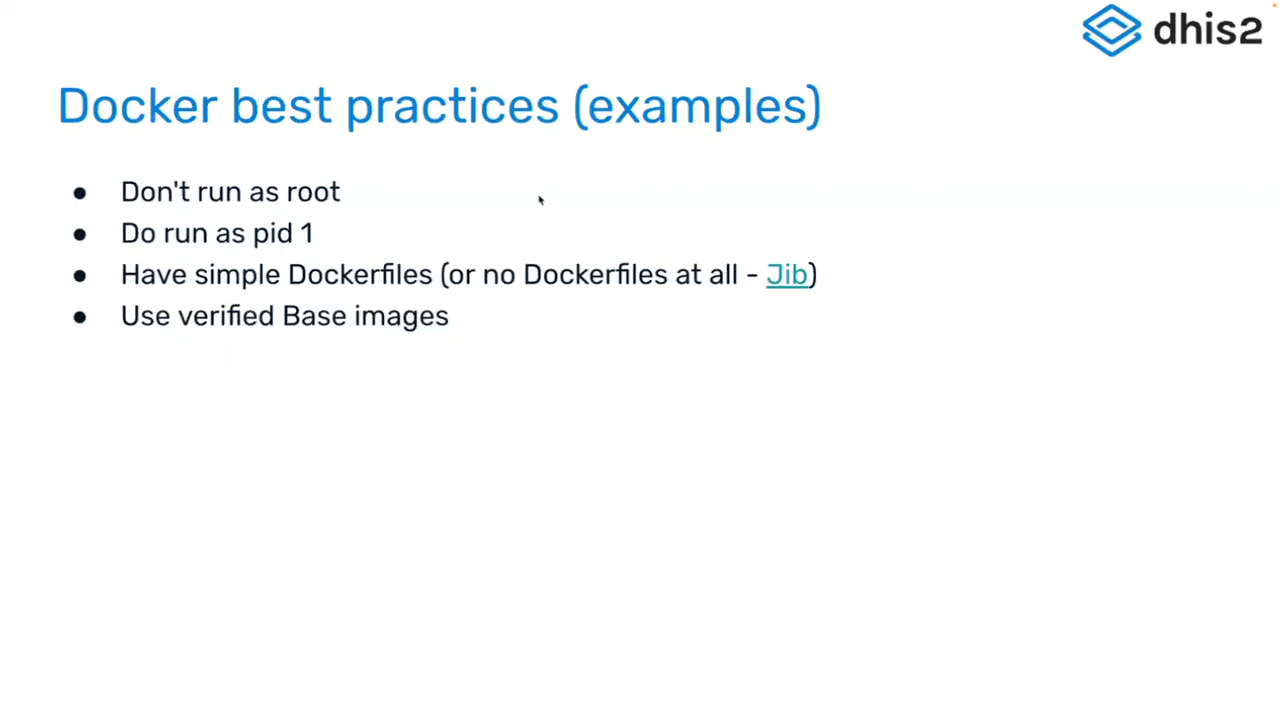 dhis2
Docker best practices (examples)
● Don't run as root
● Do run as pid 1
● Have simple Dockerfiles (or no Dockerfiles at all - Jib)
● Use verified Base images